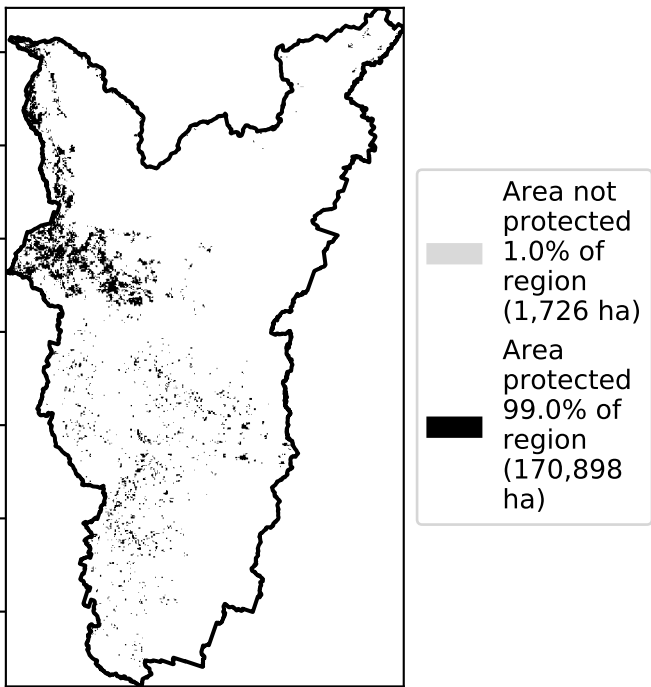 Area not
protected
1.0% of
region
(1,726 ha)
Area
protected
99.0% of
region
(170,898
ha)